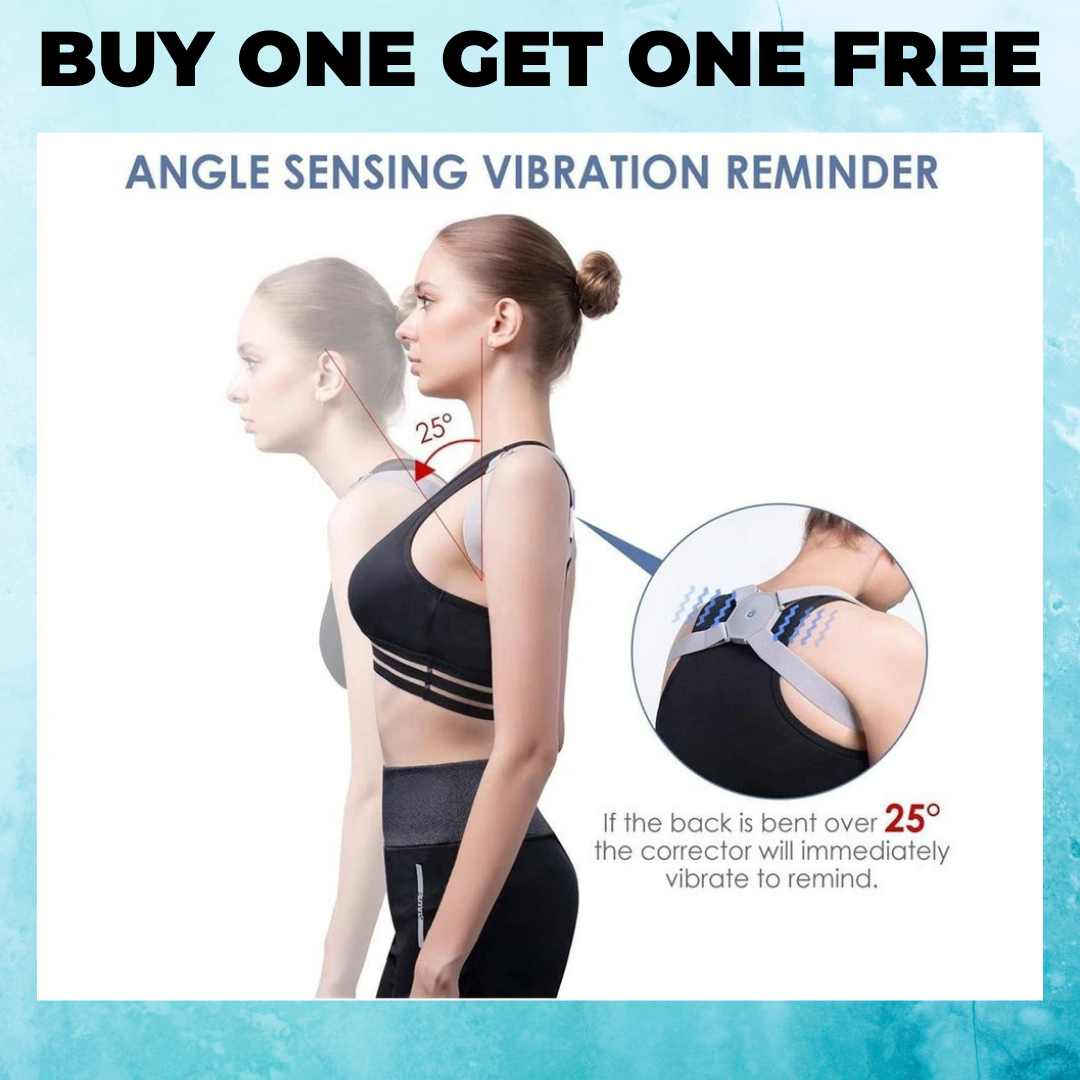 BUY ONE GET ONE FREE
ANGLE SENSING VIBRATION REMINDER
25°
If the back is bent over 25°
the corrector will immediately
vibrate to remind.